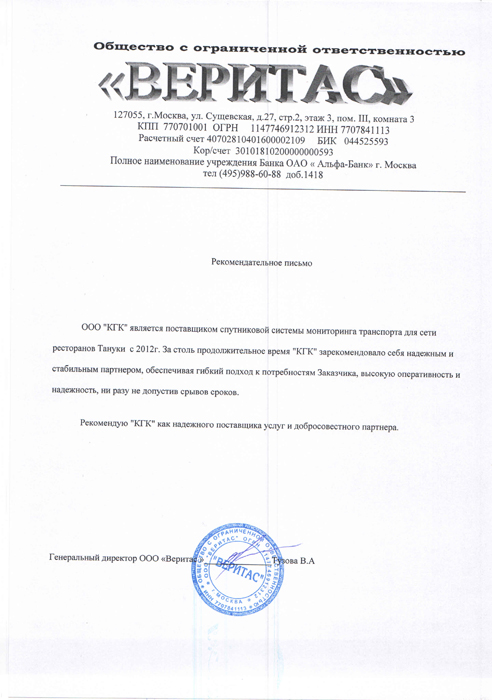 Общество с ограниченной ответственностью
«ВЕРИТАС»
127055, г.Москва, ул. Сущевская, д.27, стр.2, этаж 3, пом. III, комната 3
КПП 770701001 ОГРН 1147746912312 ИНН 7707841113
Расчетный счет 40702810401600002109 БИК 044525593
Кор/счет 30101810200000000593
Полное наименование учреждения Банка ОАО « Альфа-Банк» г. Москва
тел (495)988-60-88 доб.1418
Рекомендательное письмо
ООО "КГК" является поставщиком спутниковой системы мониторинга транспорта для сети
ресторанов Тануки с 2012г. За столь продолжительное время "КГК" зарекомендовало себя надежным и
стабильным партнером, обеспечивая гибкий подход к потребностям Заказчика, высокую оперативность и
надежность, ни разу не допустив срывов сроков.
Рекомендую "КГК" как надежного поставщика услуг и добросовестного партнера.
Генеральный директор ООО «Веритас Тузова В.А
"ВЕРИТАС"
ОБЩЕСТВО С ОГРАНИЧЕННОЙ ОТВЕТСТВЕННОСТЬЮ
ИНН 7707841113
ООО "ВЕРИТАС" ОГРН 1147746912312
Г. МОСКВА